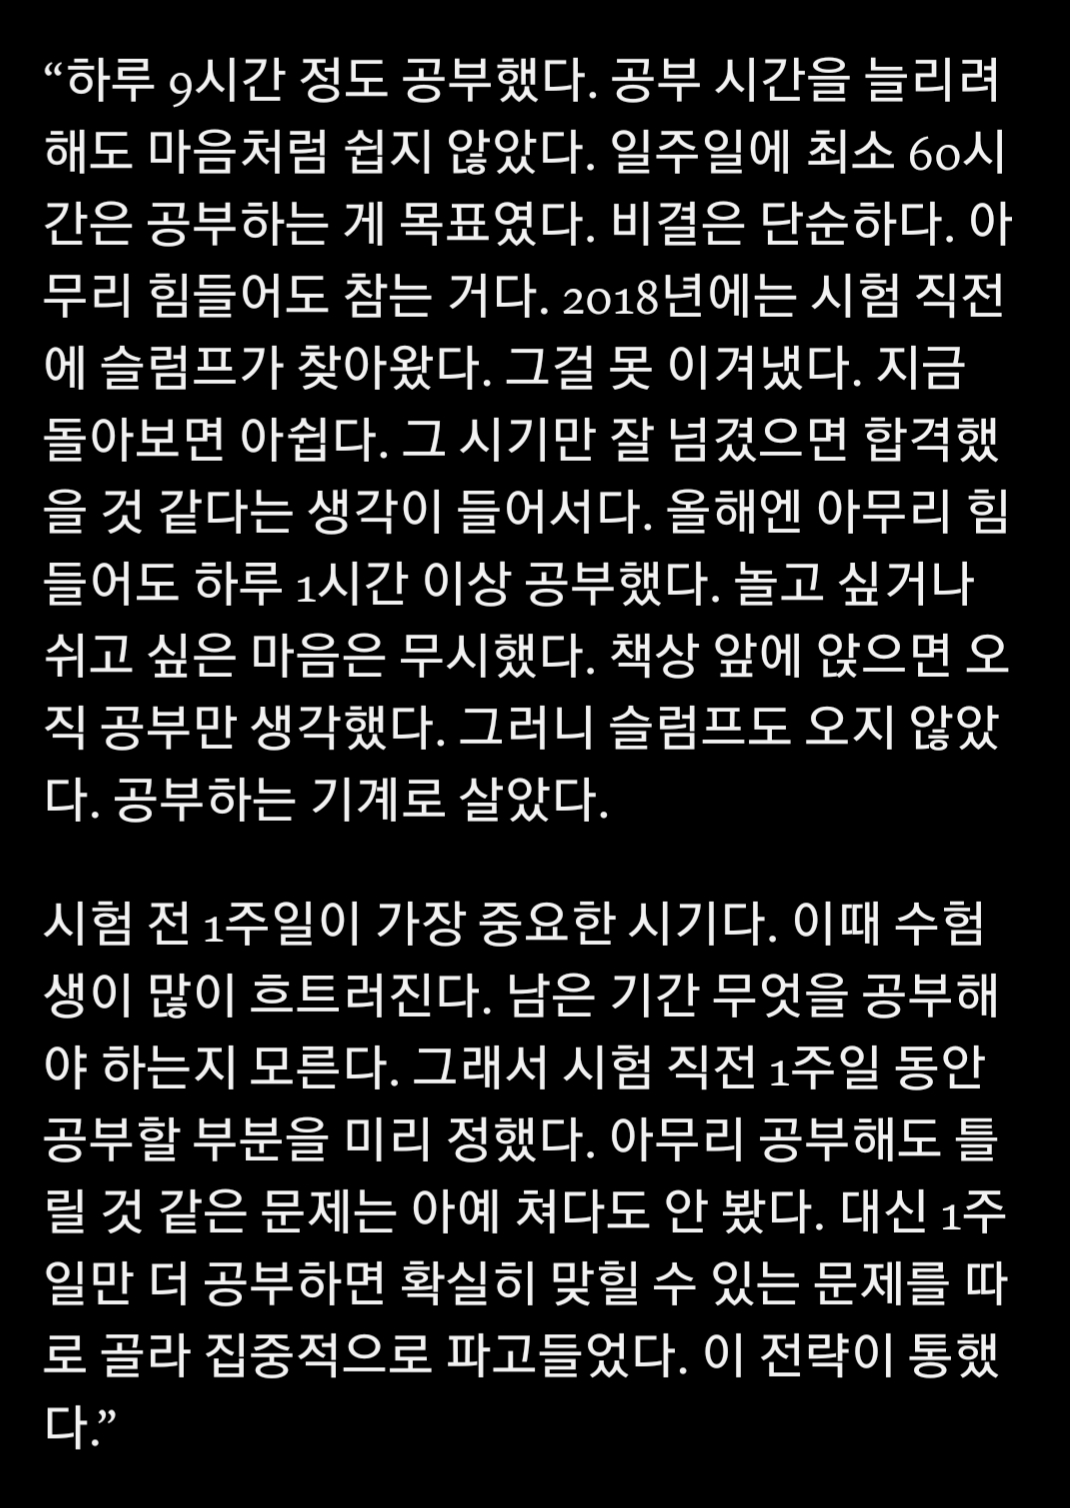 “하루 9시간 정도 공부했다. 공부 시간을 늘리려
해도 마음처럼 쉽지 않았다. 일주일에 최소 60시
간은 공부하는 게 목표였다. 비결은 단순하다. 아
무리 힘들어도 참는 거다. 2018년에는 시험 직전
에 슬럼프가 찾아왔다. 그걸 못 이겨냈다. 지금
돌아보면 아쉽다. 그 시기만 잘 넘겼으면 합격했
을 것 같다는 생각이 들어서다. 올해엔 아무리 힘
들어도 하루 1시간 이상 공부했다. 놀고 싶거나
쉬고 싶은 마음은 무시했다. 책상 앞에 앉으면 오
직 공부만 생각했다. 그러니 슬럼프도 오지 않았
다. 공부하는 기계로 살았다.
시험 전 1주일이 가장 중요한 시기다. 이때 수험
생이 많이 흐트러진다. 남은 기간 무엇을 공부해
야 하는지 모른다. 그래서 시험 직전 1주일 동안
공부할 부분을 미리 정했다. 아무리 공부해도 틀
릴 것 같은 문제는 아예 쳐다도 안 봤다. 대신 1주
일만 더 공부하면 확실히 맞힐 수 있는 문제를 따
로 골라 집중적으로 파고들었다. 이 전략이 통했
다.”